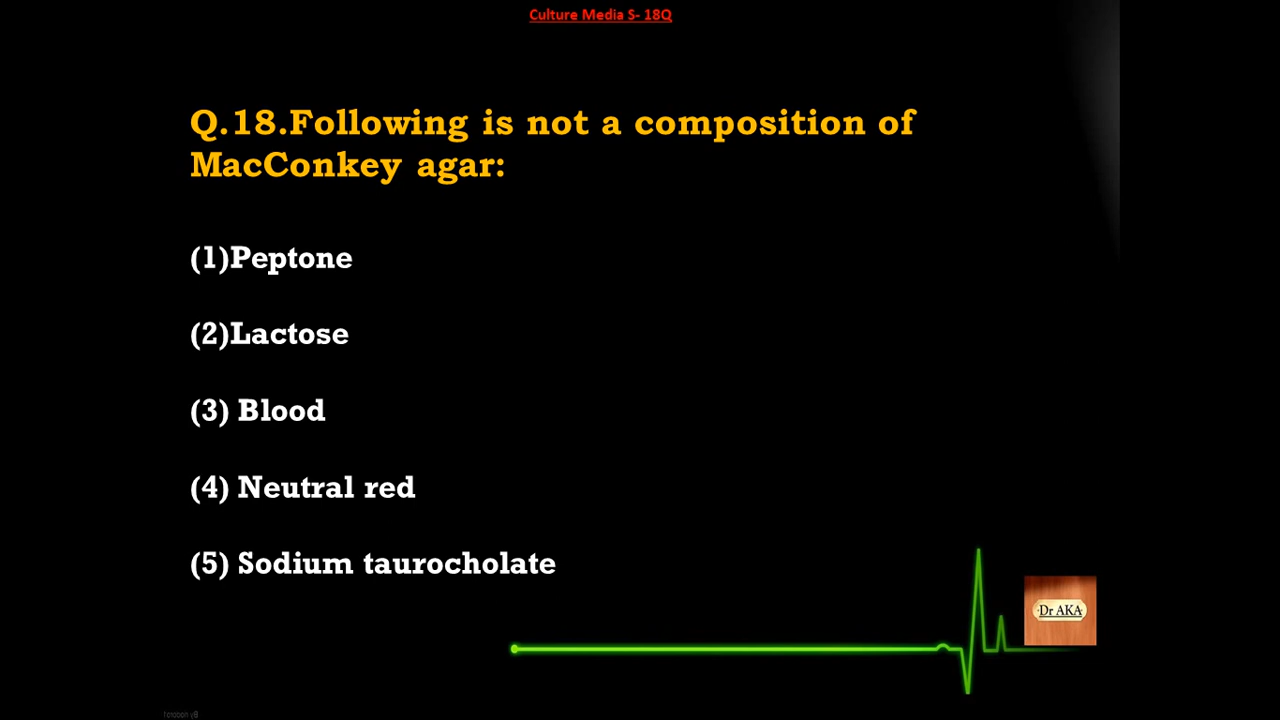 Culture Media S- 18Q
Q.18.Following is not a composition of
MacConkey agar:
(1)Peptone
(2)Lactose
(3) Blood
(4) Neutral red
(5) Sodium taurocholate
Dr AKA